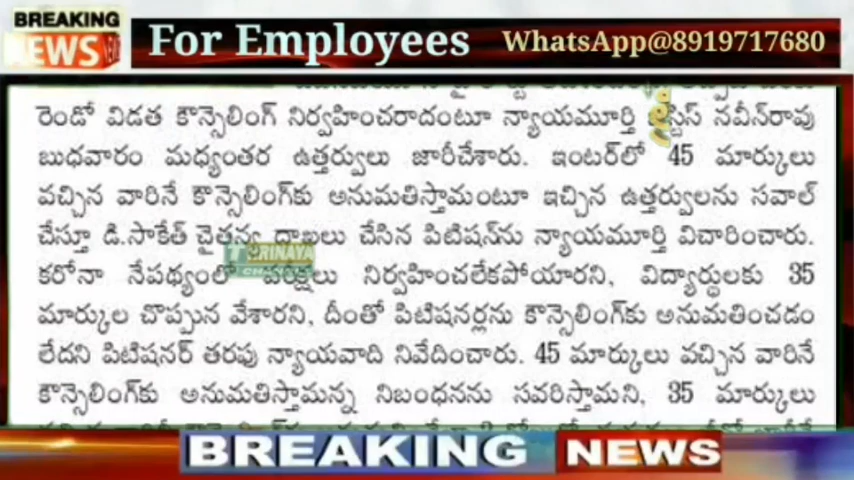 BREAKING
NEWS
For Employees
WhatsApp@8919717680
రెండో విడత కౌన్సెలింగ్ నిర్వహించరాదంటూ న్యాయమూర్తి జస్టిస్ నవీన్‌రావు
బుధవారం మధ్యంతర ఉత్తర్వులు జారీచేశారు. ఇంటర్‌లో 45 మార్కులు
వచ్చిన వారినే కౌన్సెలింగ్‌కు అనుమతిస్తామంటూ ఇచ్చిన ఉత్తర్వులను సవాల్
చేస్తూ డి.సాకేత్ చైతన్య దాఖలు చేసిన పిటిషన్‌ను న్యాయమూర్తి విచారించారు.
కరోనా నేపథ్యంలో పరీక్షలు నిర్వహించలేకపోయారని, విద్యార్థులకు 35
మార్కుల చొప్పున వేశారని, దీంతో పిటిషనర్లను కౌన్సెలింగ్‌కు అనుమతించడం
లేదని పిటిషనర్ తరపు న్యాయవాది నివేదించారు. 45 మార్కులు వచ్చిన వారినే
కౌన్సెలింగ్‌కు అనుమతిస్తామన్న నిబంధనను సవరిస్తామని, 35 మార్కులు
BREAKING NEWS